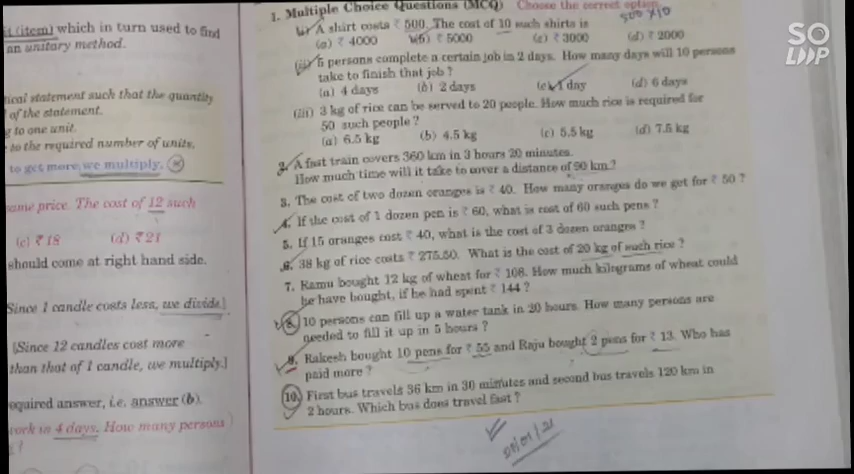 it (item) which in turn used to find
an unitary method.
tical statement such that the quantity
of the statement.
g to one unit.
to the required number of units,
to get more, we multiply.
ame price. The cost of 12 such
(c) ₹ 18 (d) ₹ 21
should come at right hand side.
Since 1 candle costs less, we divide]
[Since 12 candles cost more
than that of 1 candle, we multiply.]
equired answer, i.e. answer (b).
work in 4 days. How many persons
?
1. Multiple Choice Questions (MCQ) Choose the correct option.
A shirt costs ₹ 500. The cost of 10 such shirts is
500 x 10
(a) ₹ 4000 (b) ₹ 5000 (c) ₹ 3000 (d) ₹ 2000
(ii) 5 persons complete a certain job in 2 days. How many days will 10 persons
take to finish that job ?
(a) 4 days (b) 2 days (c) 1 day (d) 6 days
(iii) 3 kg of rice can be served to 20 people. How much rice is required for
50 such people ?
(a) 6.5 kg (b) 4.5 kg (c) 5.5 kg (d) 7.5 kg
2. A fast train covers 360 km in 3 hours 20 minutes.
How much time will it take to cover a distance of 90 km.?
3. The cost of two dozen oranges is ₹ 40. How many oranges do we get for ₹ 50 ?
4. If the cost of 1 dozen pen is ₹ 60, what is cost of 60 such pens ?
5. If 15 oranges cost ₹ 40, what is the cost of 3 dozen oranges ?
6. 38 kg of rice costs ₹ 275.50. What is the cost of 20 kg of such rice ?
7. Ramu bought 12 kg of wheat for ₹ 108. How much kilograms of wheat could
he have bought, if he had spent ₹ 144 ?
8. 10 persons can fill up a water tank in 20 hours. How many persons are
needed to fill it up in 5 hours ?
9. Rakesh bought 10 pens for ₹ 55 and Raju bought 2 pens for ₹ 13. Who has
paid more ?
10. First bus travels 36 km in 30 minutes and second bus travels 120 km in
2 hours. Which bus does travel fast ?
SO
LOOP